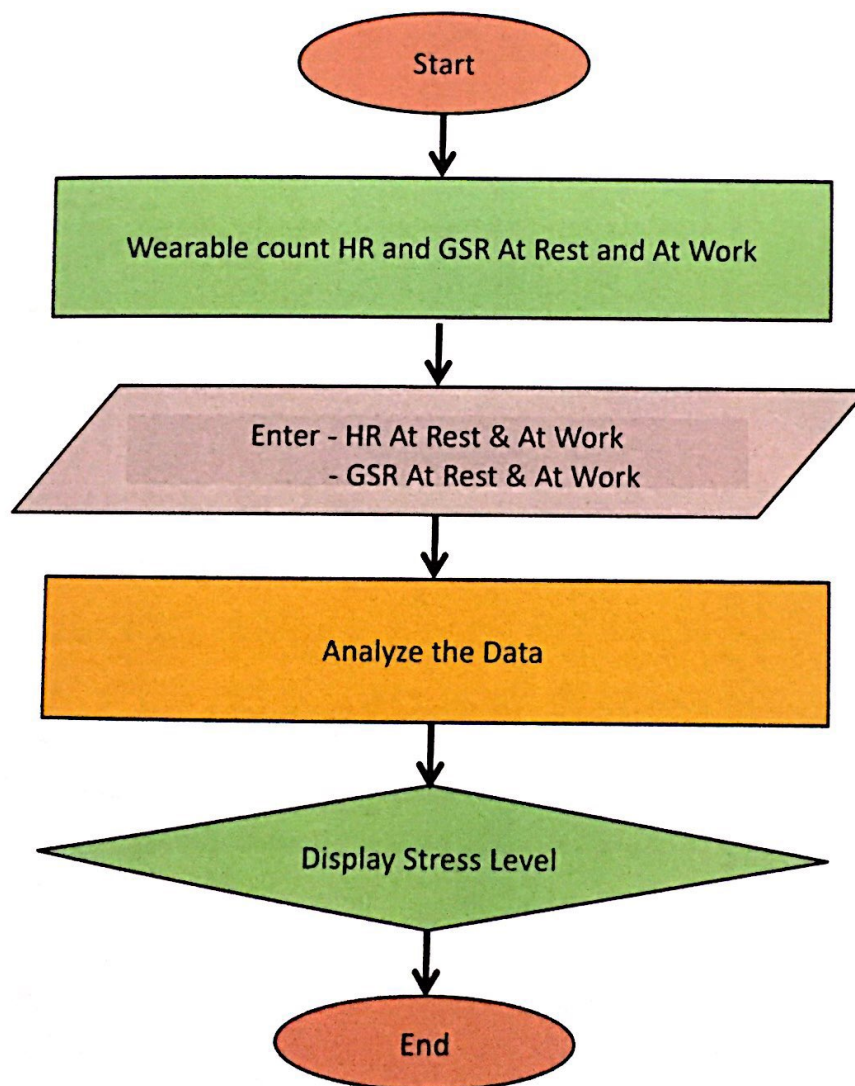 Start
Wearable count HR and GSR At Rest and At Work
Enter - HR At Rest & At Work
- GSR At Rest & At Work
Analyze the Data
Display Stress Level
End